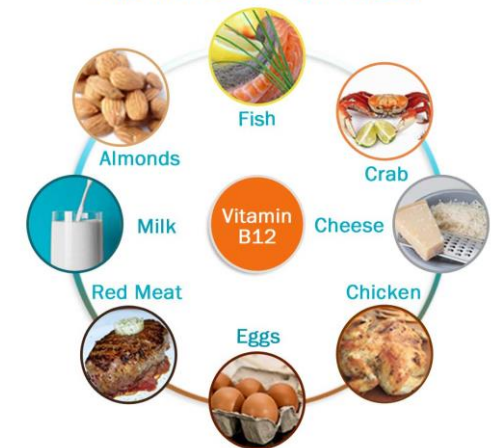 Fish
Almonds
Crab
Milk
Vitamin
B12
Cheese
Red Meat
Chicken
Eggs